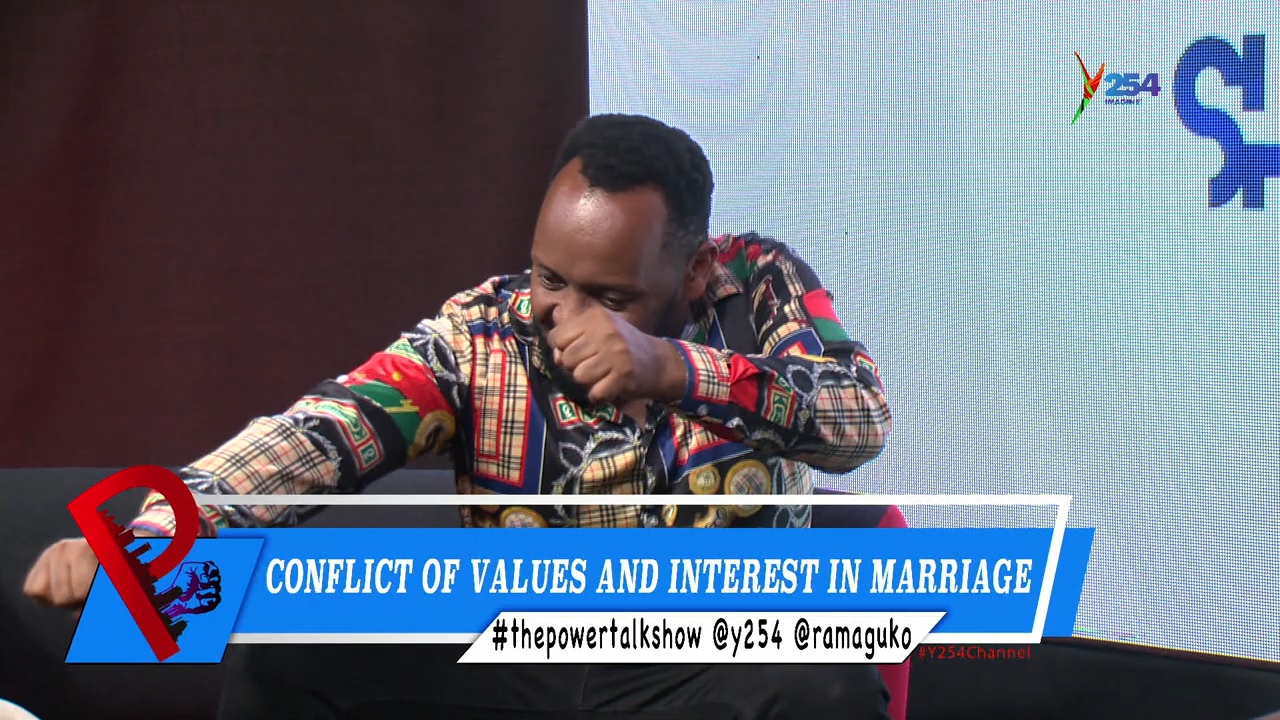 Y254
IMAGINE
CONFLICT OF VALUES AND INTEREST IN MARRIAGE
#thepowertalkshow @y254 @ramaguko
#Y254Channel